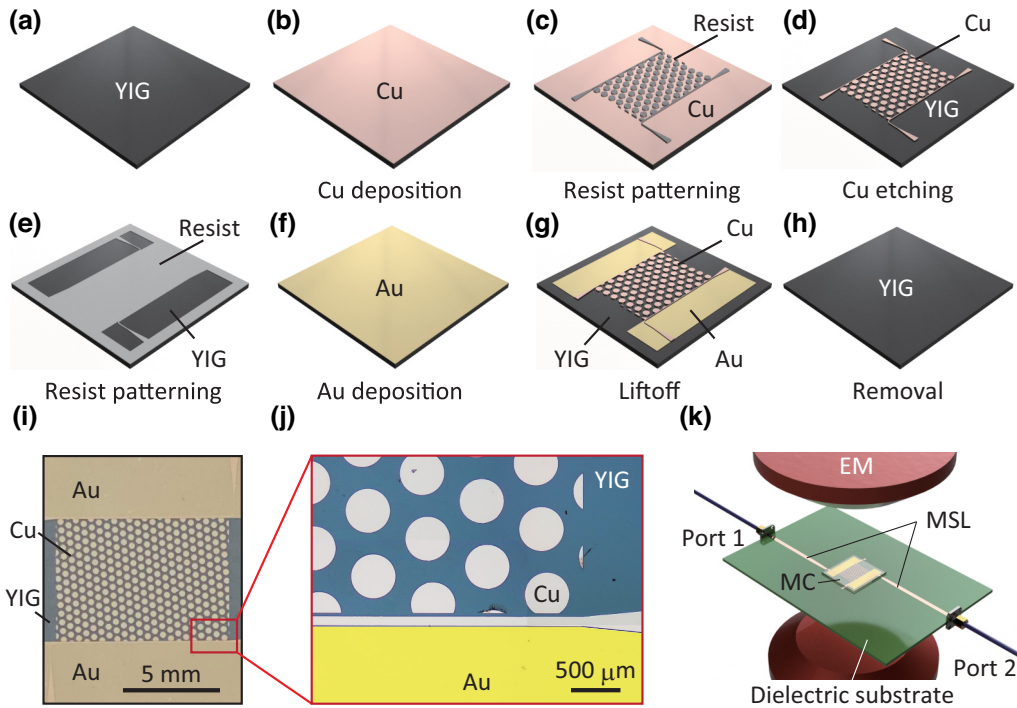 (a)
YIG
(b)
Cu
Cu deposition
(c)
Resist
Cu
Resist patterning
(d)
Cu
YIG
Cu etching
(e)
Resist
YIG
Resist patterning
(f)
Au
Au deposition
(g)
Cu
YIG
Au
Liftoff
(h)
YIG
Removal
(i)
Au
Cu
YIG
Au
5 mm
(j)
YIG
Cu
Au
500 μm
(k)
EM
MSL
Port 1
MC
Port 2
Dielectric substrate